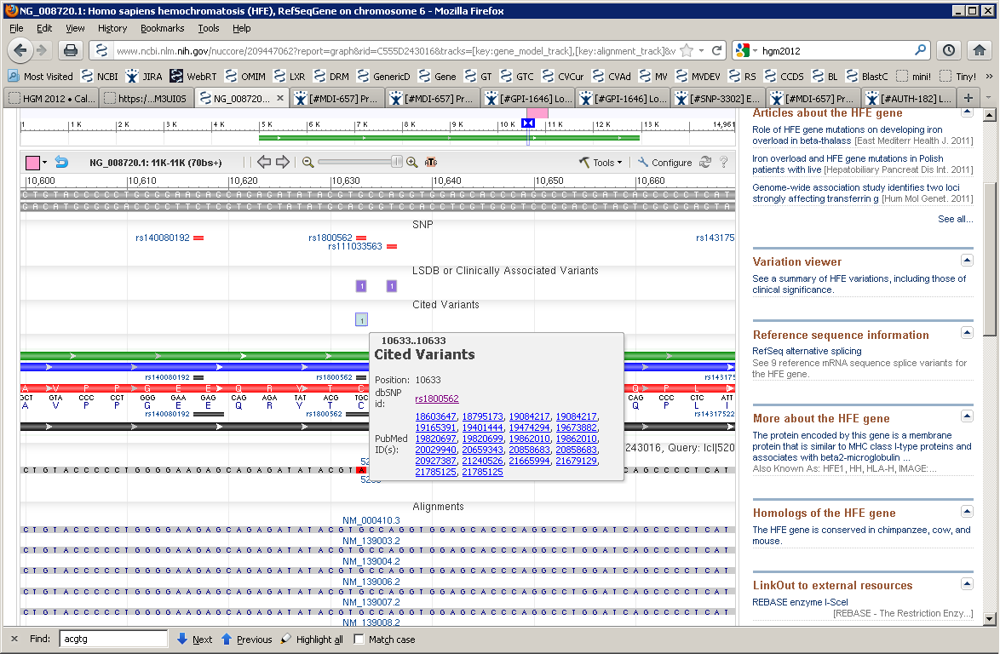 NG_008720.1: Homo sapiens hemochromatosis (HFE), RefSeqGene on chromosome 6 - Mozilla Firefox
File Edit View History Bookmarks Tools Help
www.ncbi.nlm.nih.gov/nuccore/209447062?report=graph&rid=C555D243016&tracks=[key:gene_model_track],[key:alignment_track]&v
hgm2012
Most Visited NCBI JIRA WebRT OMIM LXR DRM GenericD Gene GT GTC CVCur CVAd MV MVDEV RS CCDS BL BlastC mini! Tiny! »
HGM 2012 • Cal... https:/...M3UI05 NG_008720... [#MDI-657] Pr... [#MDI-657] Pr... [#GPI-1646] Lo... [#GPI-1646] Lo... [#SNP-3302] E... [#MDI-657] Pr... [#AUTH-182] L...
1 1 K 2 K 3 K 4 K 5 K 6 K 7 K 8 K 9 K 10 K 11 K 12 K 13 K 14,961
NG_008720.1: 11K-11K (70bs+) ATG Tools Configure ?
10,600 10,610 10,620 10,630 10,640 10,650 10,660
CTGTACCCCCTGGGGAAGAGCAGAGATATACGTGCCAGGTGGAGCACCCAGGCCTGGATCAGCCCCTCAT
GACATGGGGGACCCCTTCTCGTCTCTATATGCACGGTCCACCTCGTGGGTCCGGACCTAGTCGGGGAGTA
SNP
rs140080192
rs1800562
rs111033563
rs143175
LSDB or Clinically Associated Variants
1 1
Cited Variants
1
10633..10633
Cited Variants
Position: 10633
dbSNP id: rs1800562
PubMed ID(s):
18603647, 18795173, 19084217, 19084217,
19165391, 19401444, 19474294, 19673882,
19820697, 19820699, 19862010, 19862010,
20029940, 20659343, 20858683, 20858683,
20927387, 21240526, 21665994, 21679129,
21785125, 21785125
rs140080192 rs1800562 rs143175
A V P P G E E Q R Y T C Q P L
GCT GTA CCC CCT GGG GAA GAG CAG AGA TAT ACG TGC CAG CCC CTC ATT
A V P P G E E Q R Y T C Q P L
rs140080192 rs1800562 rs14317522
243016, Query: lcl|520
CTGTACCCCCTGGGGAAGAGCAGAGATATACGTA CAGCCCCTCAT
Alignments
NM_000410.3
CTGTACCCCCTGGGGAAGAGCAGAGATATACGTGCCAGGTGGAGCACCCAGGCCTGGATCAGCCCCTCAT
NM_139003.2
CTGTACCCCCTGGGGAAGAGCAGAGATATACGTGCCAGGTGGAGCACCCAGGCCTGGATCAGCCCCTCAT
NM_139004.2
CTGTACCCCCTGGGGAAGAGCAGAGATATACGTGCCAGGTGGAGCACCCAGGCCTGGATCAGCCCCTCAT
NM_139006.2
CTGTACCCCCTGGGGAAGAGCAGAGATATACGTGCCAGGTGGAGCACCCAGGCCTGGATCAGCCCCTCAT
NM_139007.2
CTGTACCCCCTGGGGAAGAGCAGAGATATACGTGCCAGGTGGAGCACCCAGGCCTGGATCAGCCCCTCAT
NM_139008.2
Articles about the HFE gene
Role of HFE gene mutations on developing iron
overload in beta-thalass [East Mediterr Health J. 2011]
Iron overload and HFE gene mutations in Polish
patients with live [Hepatobiliary Pancreat Dis Int. 2011]
Genome-wide association study identifies two loci
strongly affecting transferrin g [Hum Mol Genet. 2011]
See all...
Variation viewer
See a summary of HFE variations, including those of
clinical significance.
Reference sequence information
RefSeq alternative splicing
See 9 reference mRNA sequence splice variants for
the HFE gene.
More about the HFE gene
The protein encoded by this gene is a membrane
protein that is similar to MHC class I-type proteins and
associates with beta2-microglobulin ...
Also Known As: HFE1, HH, HLA-H, IMAGE:...
Homologs of the HFE gene
The HFE gene is conserved in chimpanzee, cow, and
mouse.
LinkOut to external resources
REBASE enzyme I-SceI
[REBASE - The Restriction Enzy...]
Find: acgtg Next Previous Highlight all Match case